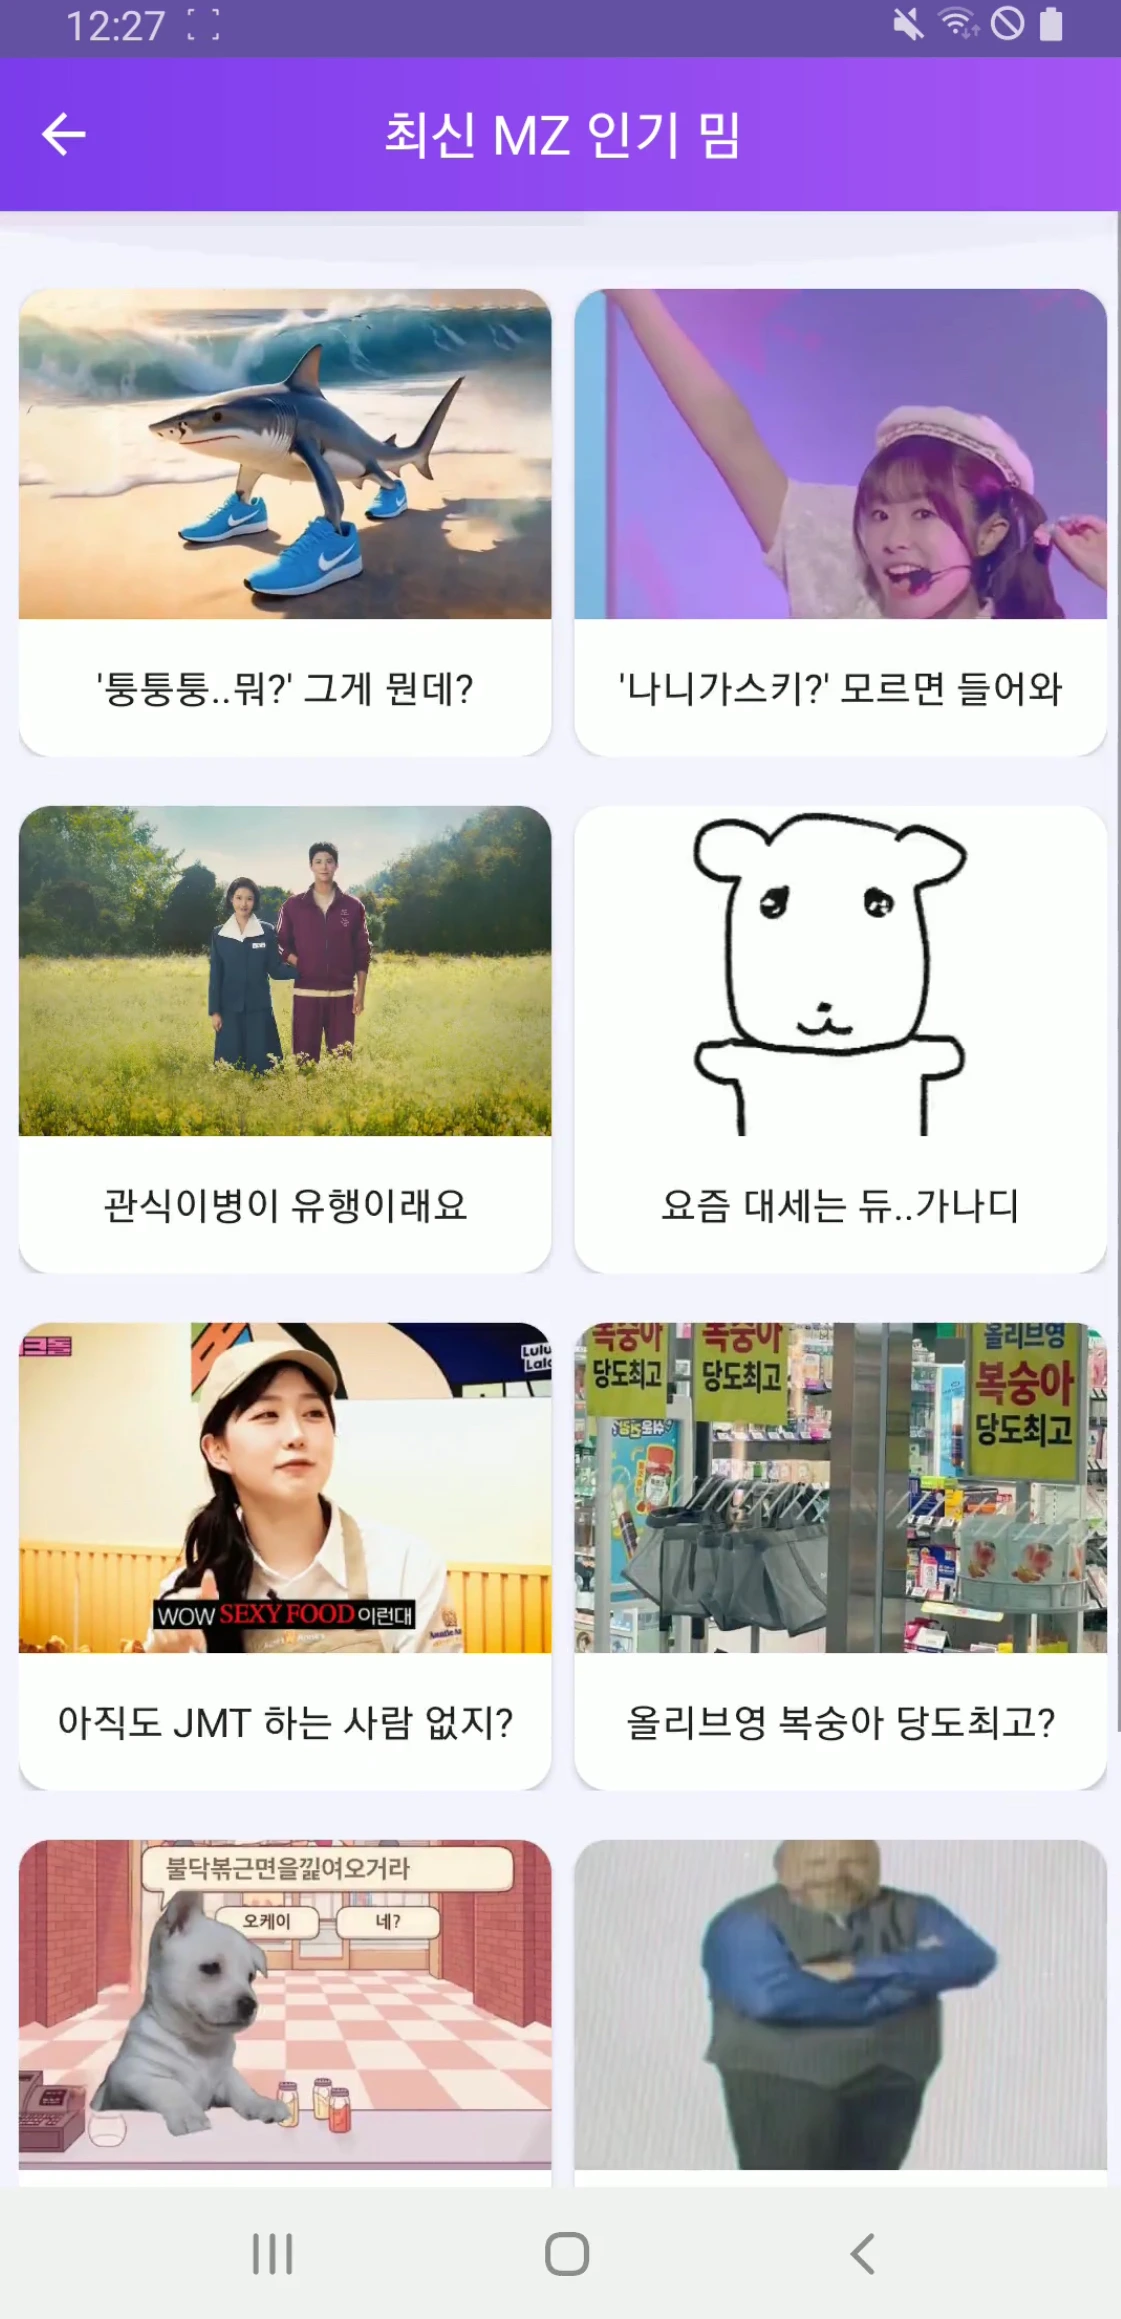 12:27
최신 MZ 인기 밈
'퉁퉁퉁..뭐?' 그게 뭔데?
'나니가스키?' 모르면 들어와
관식이병이 유행이래요
요즘 대세는 듀..가나디
Lulu
Lala
WOW SEXY FOOD 이런대
아직도 JMT 하는 사람 없지?
복숭아
당도최고
복숭아
당도최고
올리브영
복숭아
당도최고
올리브영 복숭아 당도최고?
불닥볶근면을낋여오거라
오케이
네?